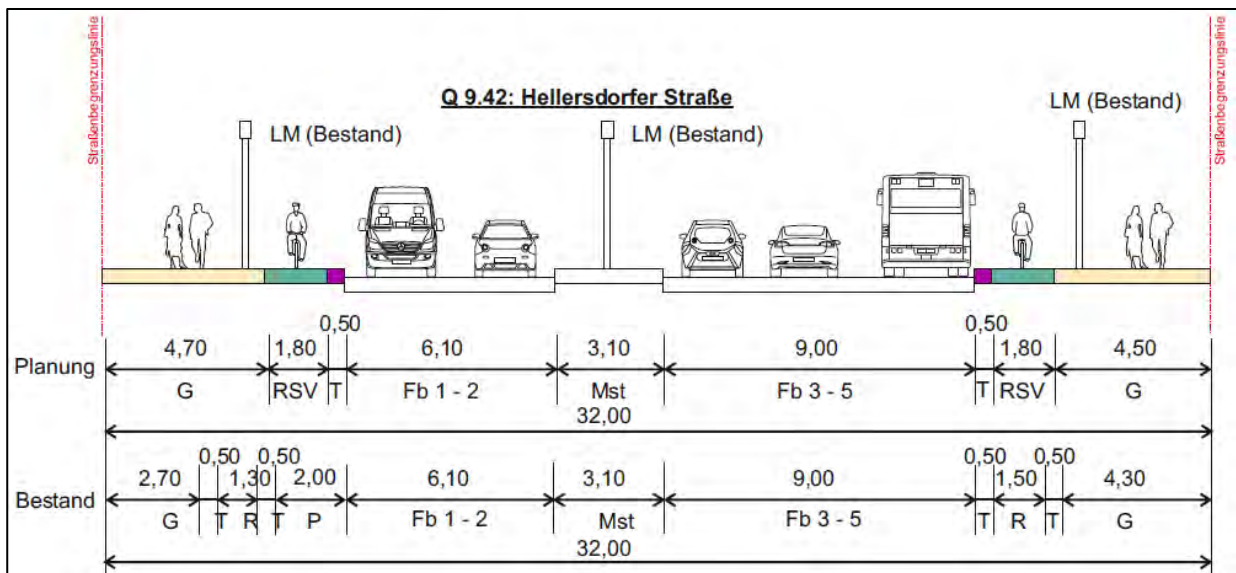 Straßenbegrenzungslinie
Straßenbegrenzungslinie
Q 9.42: Hellersdorfer Straße
LM (Bestand)
LM (Bestand)
LM (Bestand)
0,50 0,50
Planung 4,70 1,80 6,10 3,10 9,00 1,80 4,50
G RSV T Fb 1 - 2 Mst Fb 3 - 5 T RSV G
32,00
0,50 0,50 0,50 0,50
Bestand 2,70 1,30 2,00 6,10 3,10 9,00 1,50 4,30
G T R T P Fb 1 - 2 Mst Fb 3 - 5 T R T G
32,00